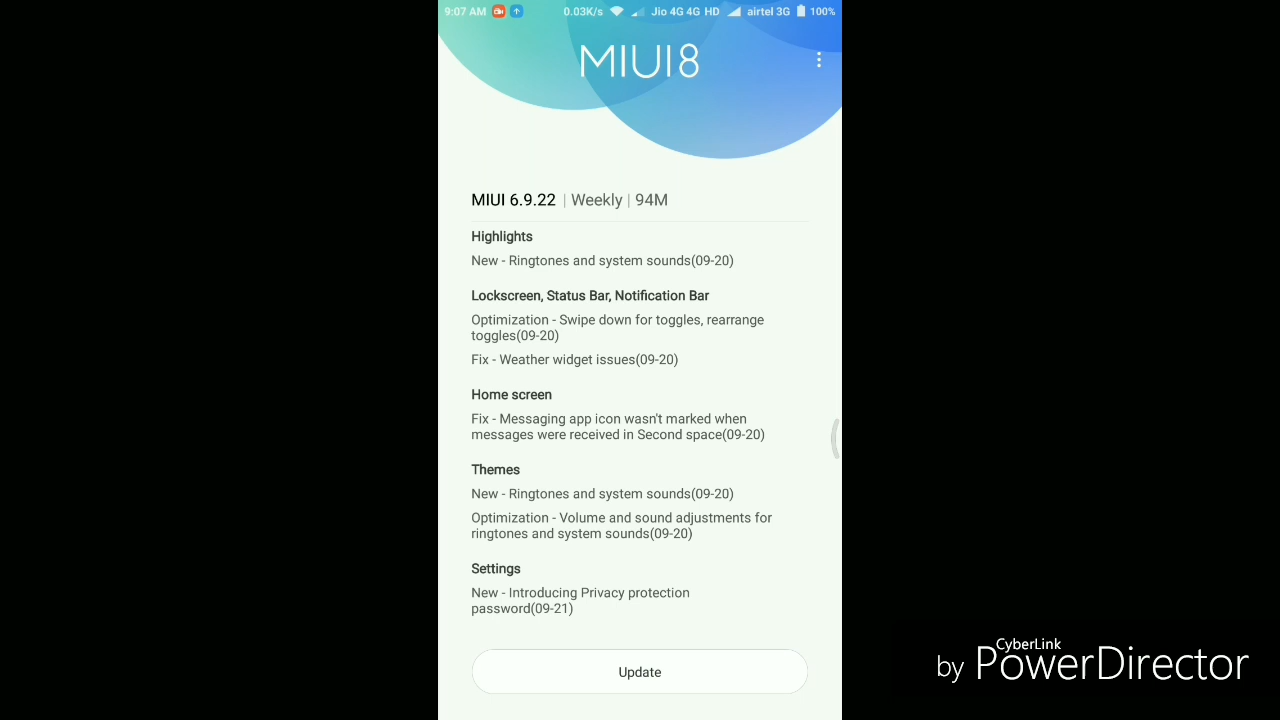 9:07 AM 0.03K/s Jio 4G 4G HD airtel 3G 100%
MIUI8
MIUI 6.9.22 | Weekly | 94M
Highlights
New - Ringtones and system sounds(09-20)
Lockscreen, Status Bar, Notification Bar
Optimization - Swipe down for toggles, rearrange
toggles(09-20)
Fix - Weather widget issues(09-20)
Home screen
Fix - Messaging app icon wasn't marked when
messages were received in Second space(09-20)
Themes
New - Ringtones and system sounds(09-20)
Optimization - Volume and sound adjustments for
ringtones and system sounds(09-20)
Settings
New - Introducing Privacy protection
password(09-21)
Update
CyberLink
by PowerDirector